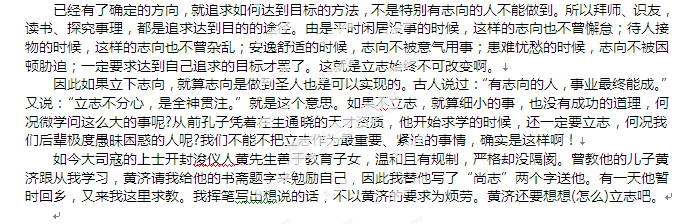 已经有了确定的方向，就追求如何达到目标的方法，不是特别有志向的人不能做到。所以拜师、识友，
读书、探究事理，都是追求达到目的的途径。由是平时闲居没事的时候，这样的志向也不曾懈怠；待人接
物的时候，这样的志向也不曾杂乱；安逸舒适的时候，志向不被意气用事；患难忧愁的时候，志向不被困
顿胁迫；一定要求达到自己追求的目标才罢了。这就是立志始终不可改变啊。
因此如果立下志向，就算志向是做到圣人也是可以实现的。古人说过：“有志向的人，事业最终能成。”
又说：“立志不分心，是全神贯注。”就是这个意思。如果不立志，就算细小的事，也没有成功的道理，何
况微学问这么大的事呢?从前孔子凭着在生通晓的天才资质，他开始求学的时候，还一定要立志，何况我
们后辈极度愚昧困惑的人呢?我们不能不把立志作为最重要、紧迫的事情，确实是这样啊！
如今大司寇的上士开封浚仪人黄先生善于教育子女，温和且有规制，严格却没隔阂。曾教他的儿子黄
济跟从我学习，黄济请我给他的书斋题字来勉励自己，因此我替他写了“尚志”两个字送他。有一天他暂
时回乡，又来我这里求教。我挥笔写出想说的话，不以黄济的要求为烦劳。黄济还要想想(怎么)立志吧。